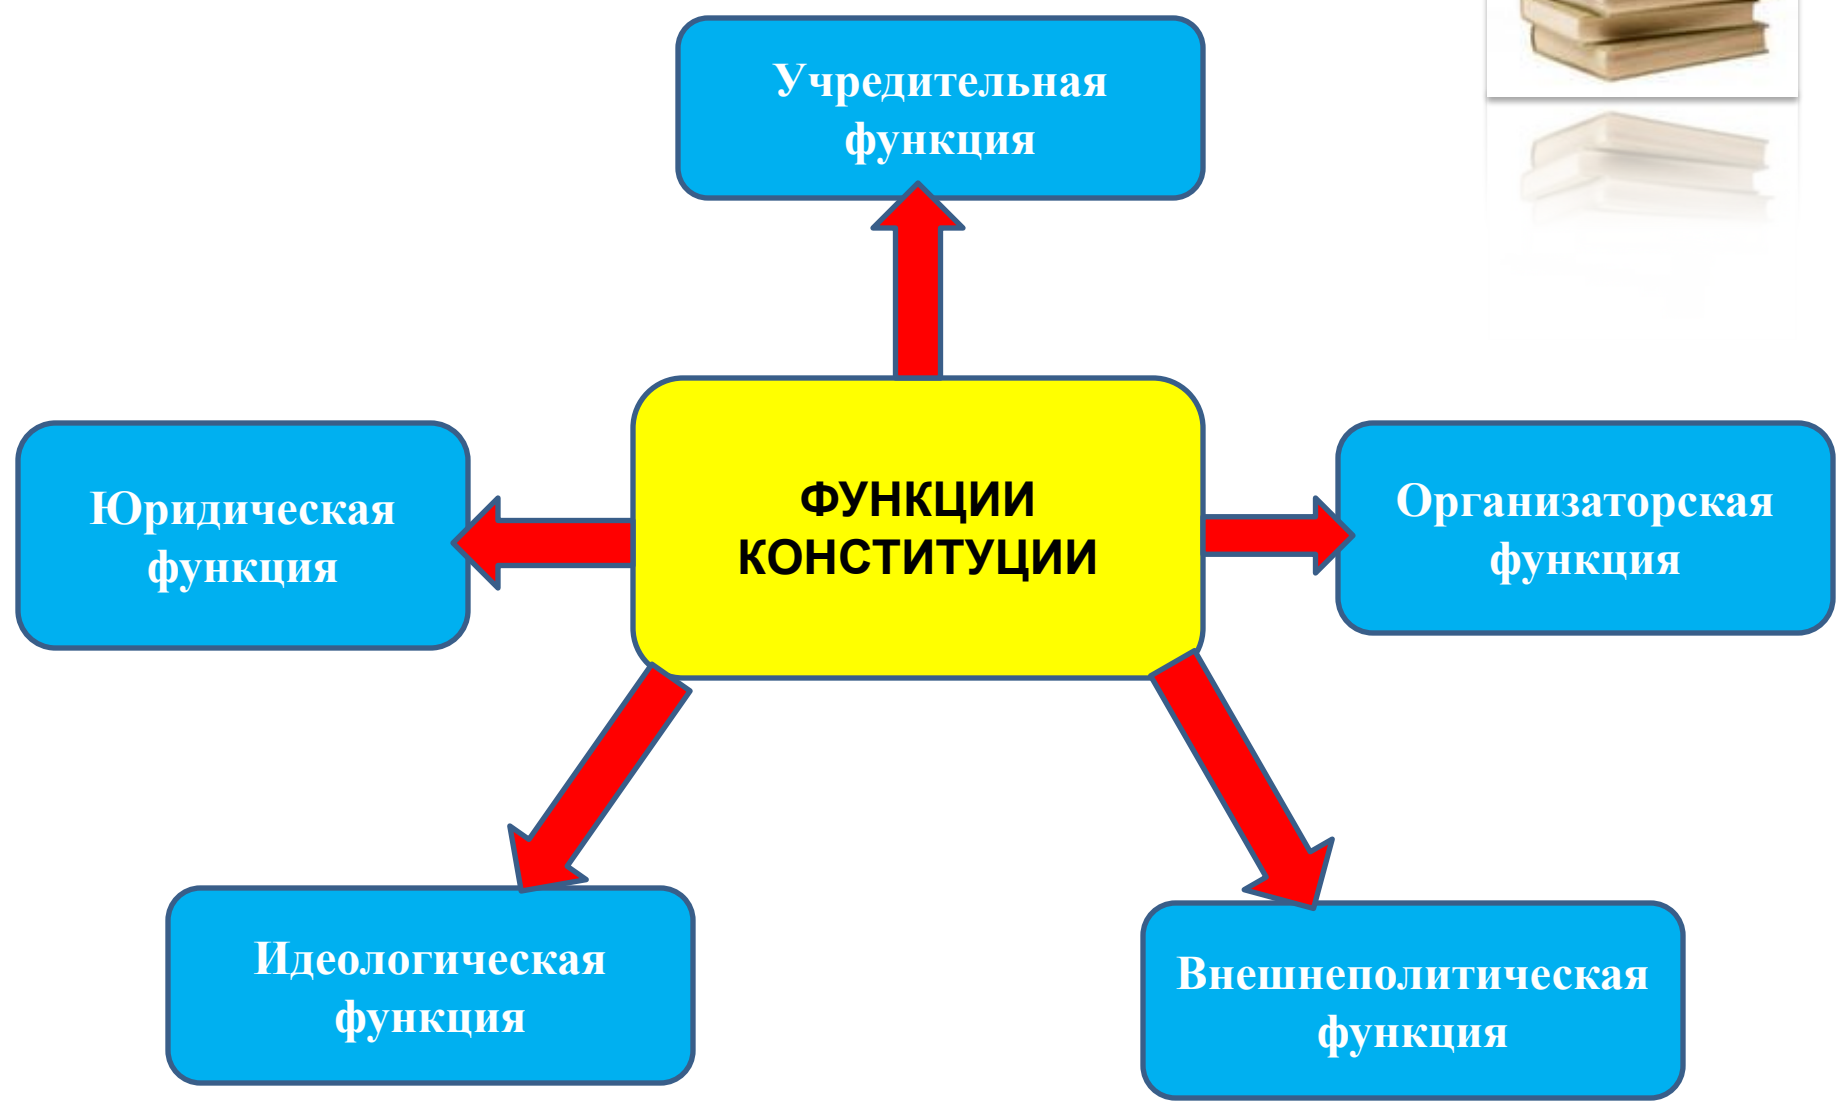 Учредительная
функция
Юридическая
функция
ФУНКЦИИ
КОНСТИТУЦИИ
Организаторская
функция
Идеологическая
функция
Внешнеполитическая
функция